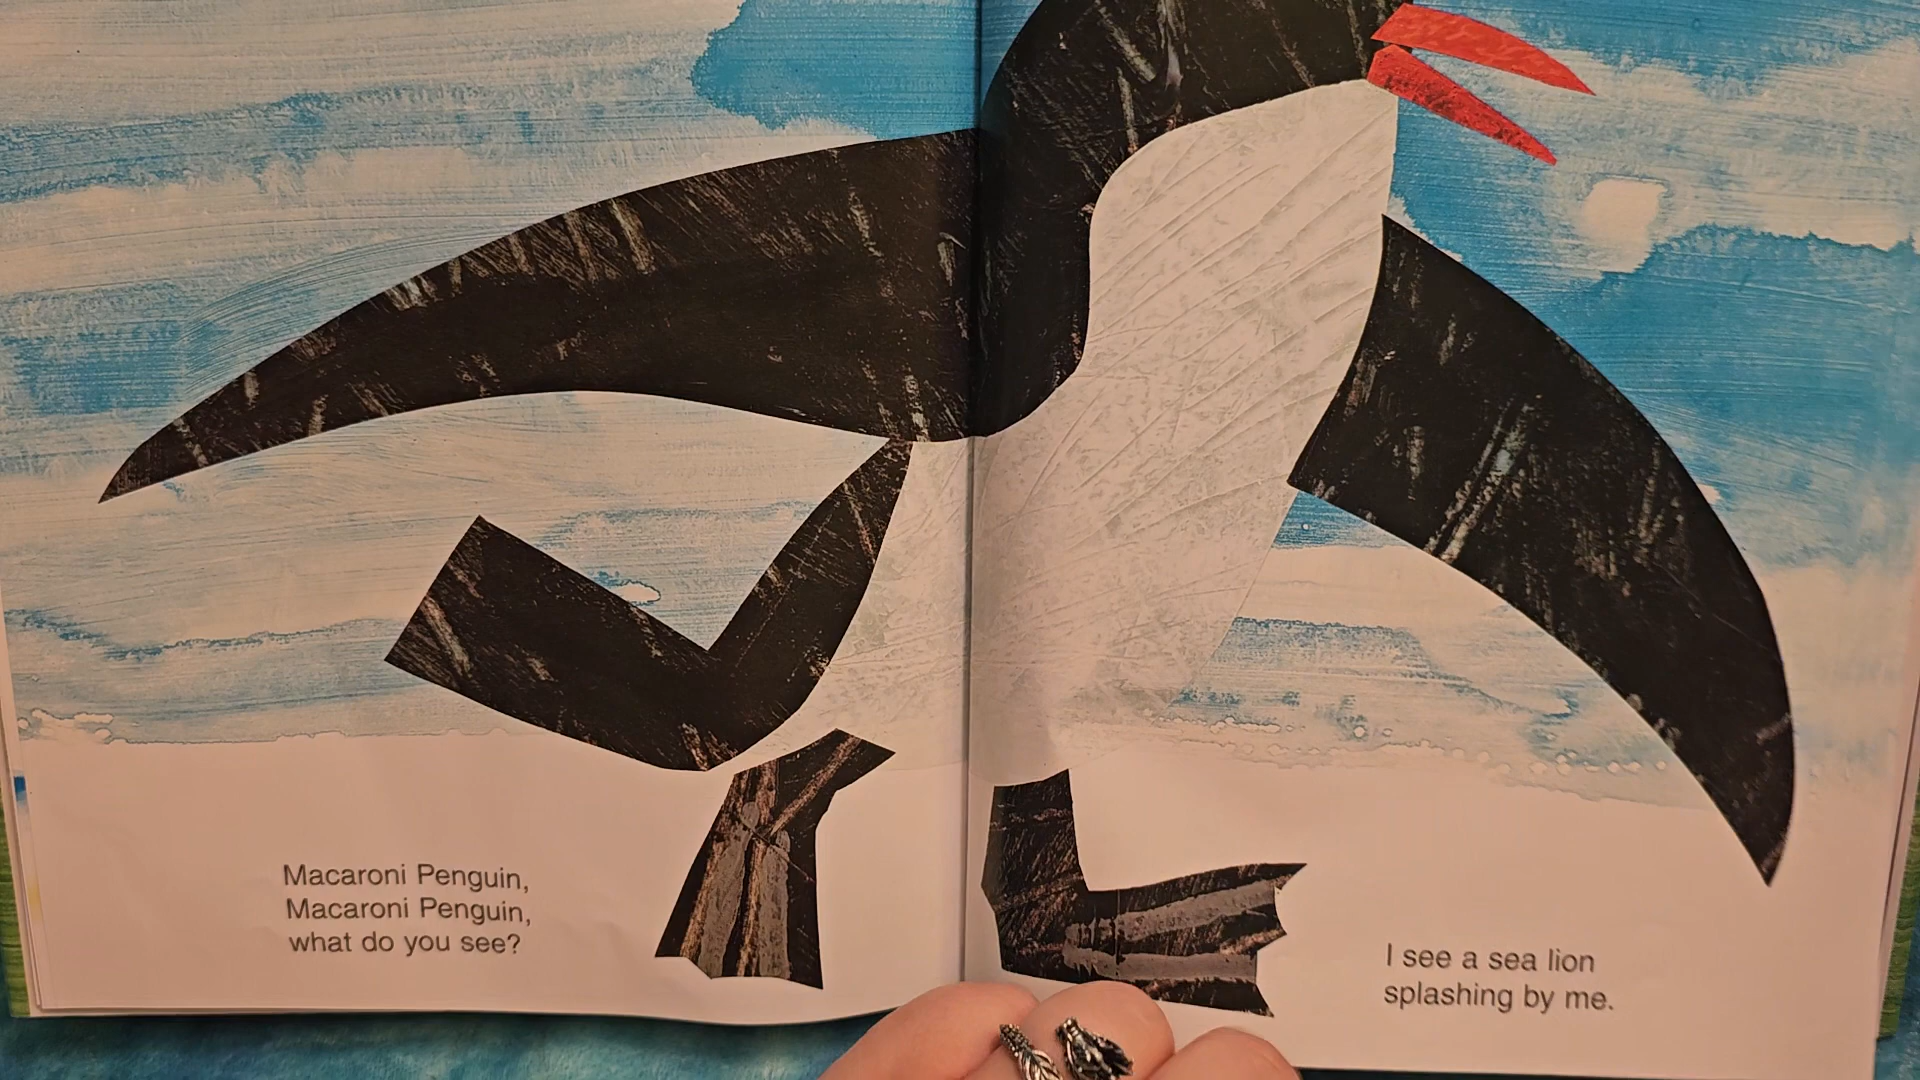 Macaroni Penguin,
Macaroni Penguin,
what do you see?
I see a sea lion
splashing by me.